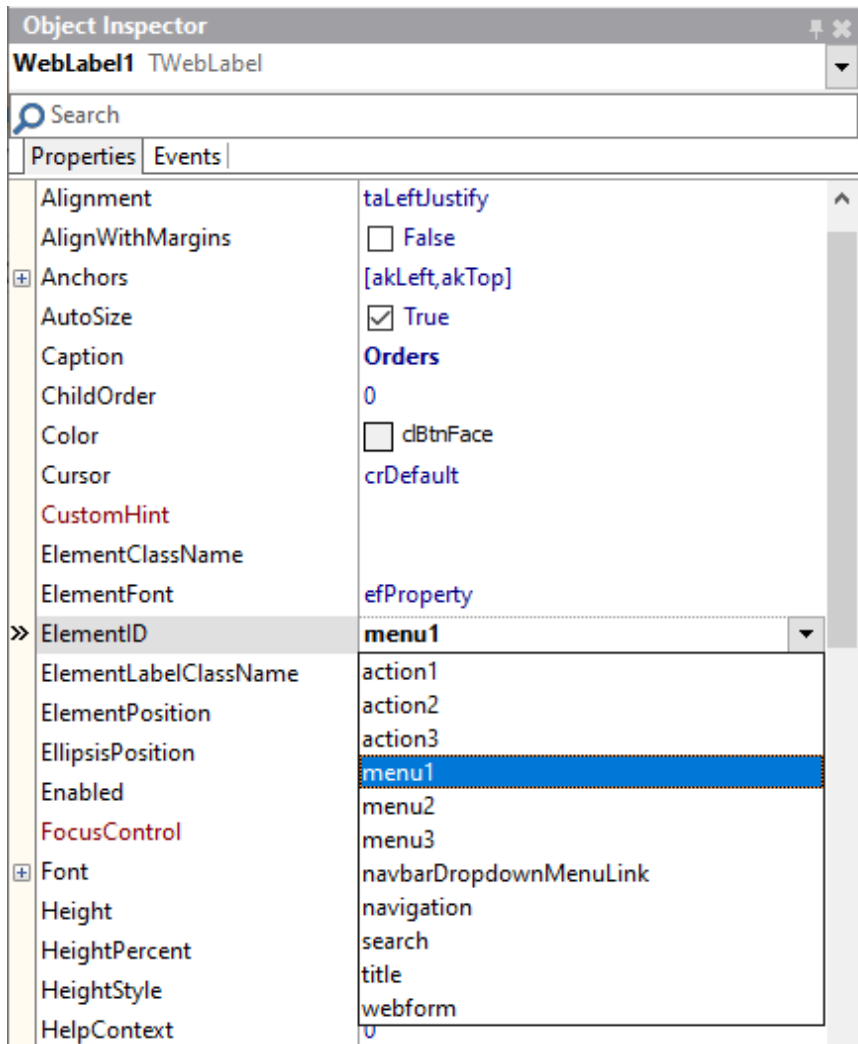 Object Inspector
WebLabel1 TWebLabel
Search
Properties Events
Alignment taLeftJustify
AlignWithMargins False
Anchors [akLeft,akTop]
AutoSize True
Caption Orders
ChildOrder 0
Color clBtnFace
Cursor crDefault
CustomHint
ElementClassName
ElementFont efProperty
ElementID menu1
ElementLabelClassName action1
ElementPosition action2
EllipsisPosition action3
Enabled menu1
FocusControl menu2
Font menu3
Height navbarDropdownMenuLink
HeightPercent navigation
HeightStyle search
HelpContext title
webform
0